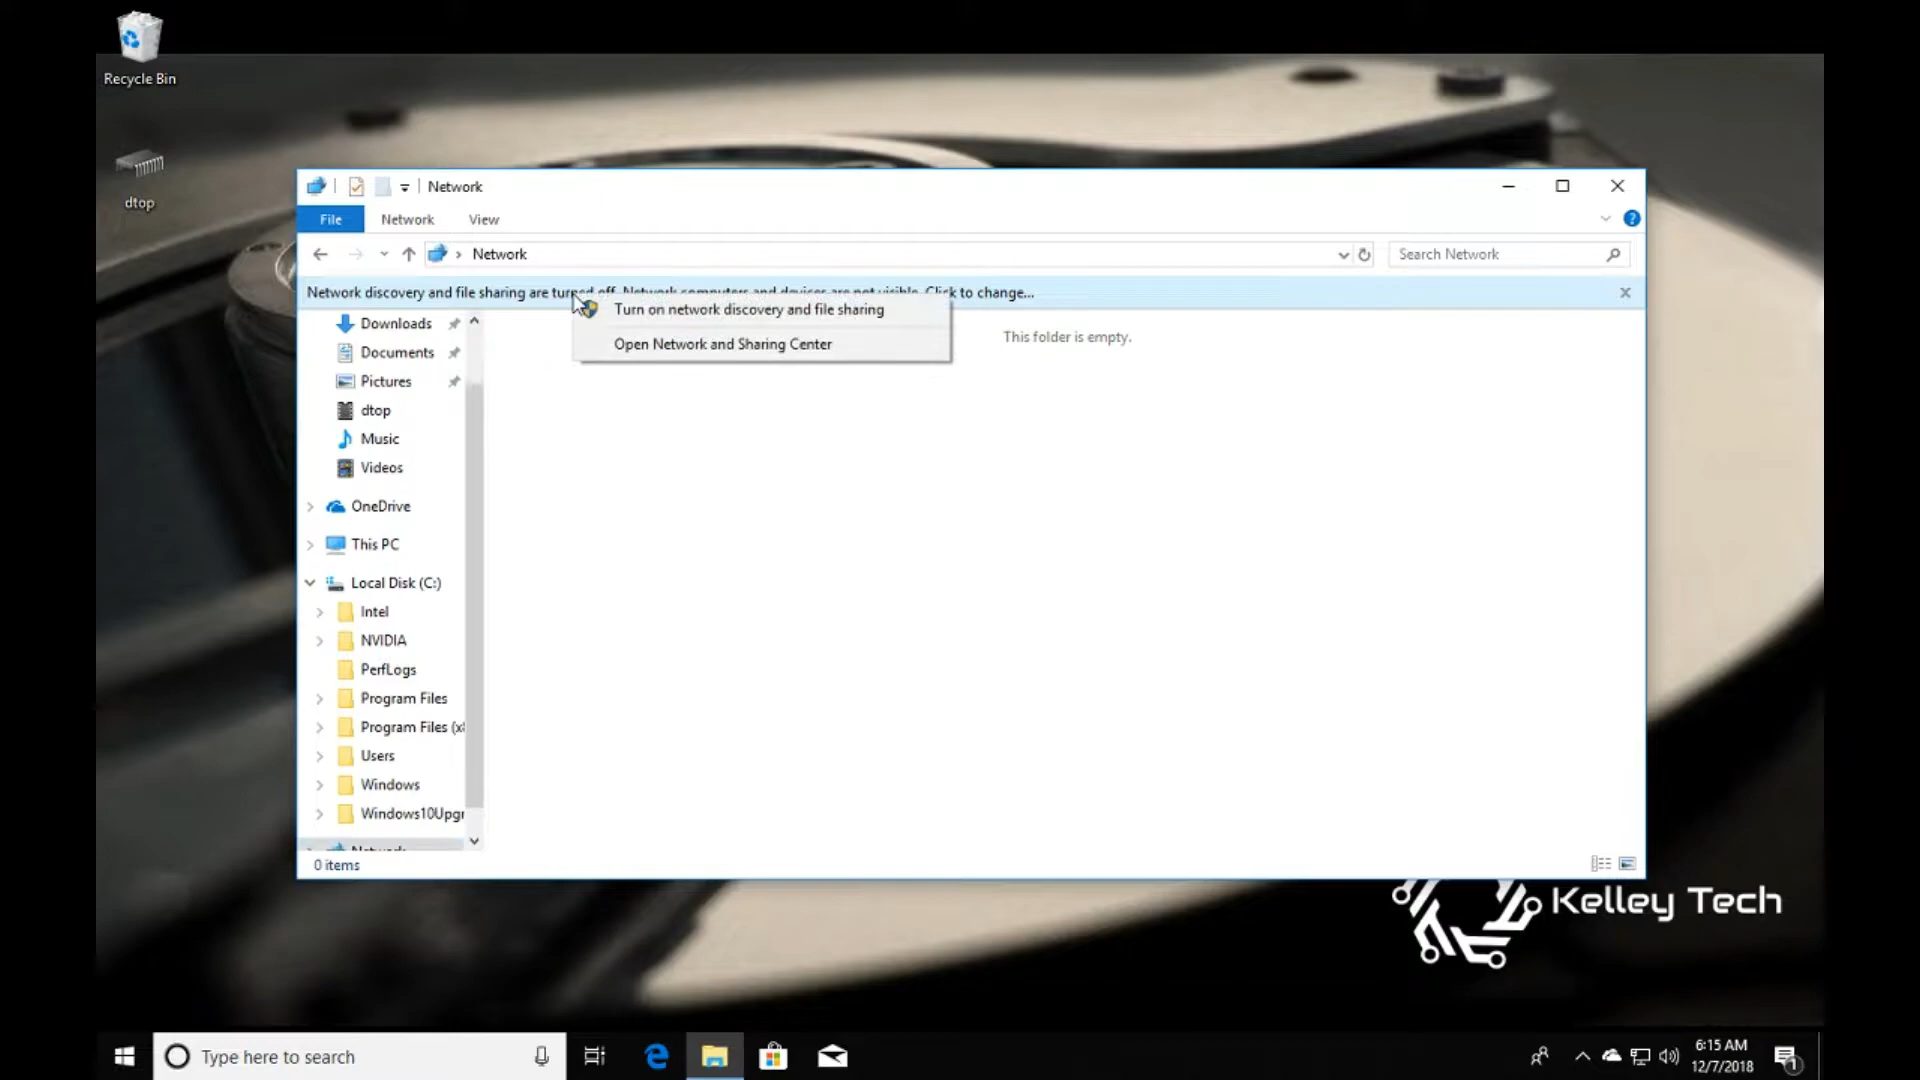 Recycle Bin
dtop
Network
File Network View
Network
Search Network
Network discovery and file sharing are turned off. Network computers and devices are not visible. Click to change...
Turn on network discovery and file sharing
Open Network and Sharing Center
This folder is empty.
Downloads
Documents
Pictures
dtop
Music
Videos
OneDrive
This PC
Local Disk (C:)
Intel
NVIDIA
PerfLogs
Program Files
Program Files (x
Users
Windows
Windows10Upgr
Network
0 items
Kelley Tech
Type here to search
6:15 AM
12/7/2018
1